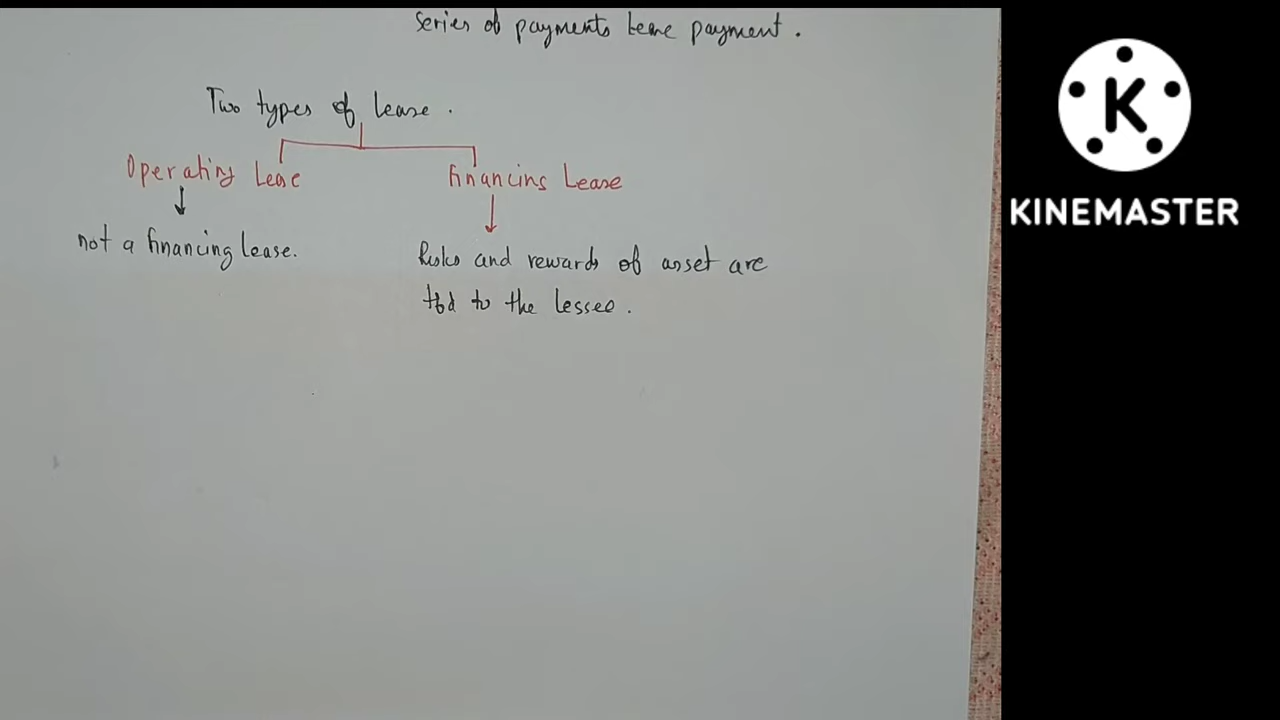 Series of payments Lease payment.
Two types of lease.
Operating Lease
financing Lease
not a financing lease.
Risks and rewards of asset are
tfd to the lessee.
KINEMASTER